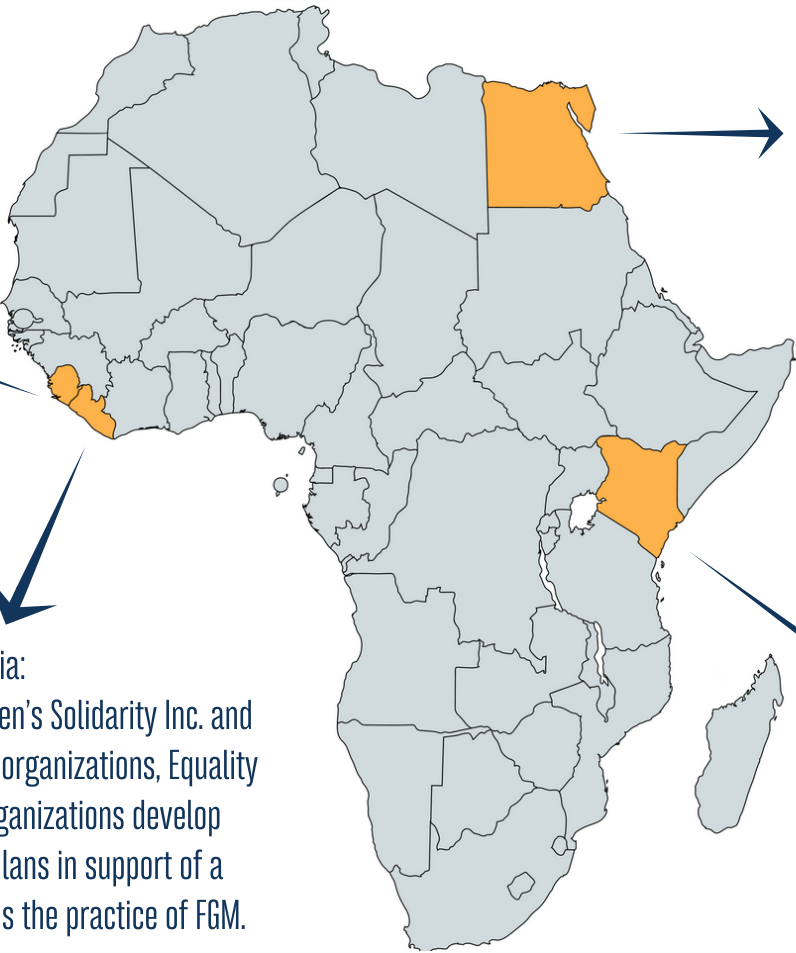 ia:
en's Solidarity Inc. and
organizations, Equality
ganizations develop
lans in support of a
s the practice of FGM.